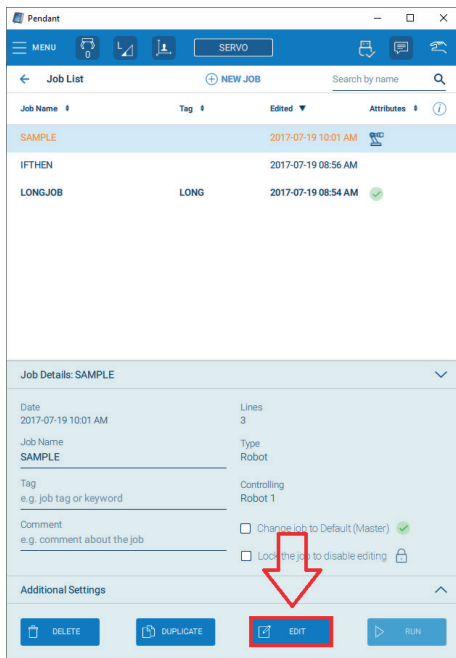 Pendant
MENU 0 SERVO
Job List NEW JOB Search by name
Job Name Tag Edited Attributes i
SAMPLE 2017-07-19 10:01 AM
IFTHEN 2017-07-19 08:56 AM
LONGJOB LONG 2017-07-19 08:54 AM
Job Details: SAMPLE
Date Lines
2017-07-19 10:01 AM 3
Job Name Type
SAMPLE Robot
Tag Controlling
e.g. job tag or keyword Robot 1
Comment Change job to Default (Master)
e.g. comment about the job
Lock the job to disable editing
Additional Settings
DELETE DUPLICATE EDIT RUN